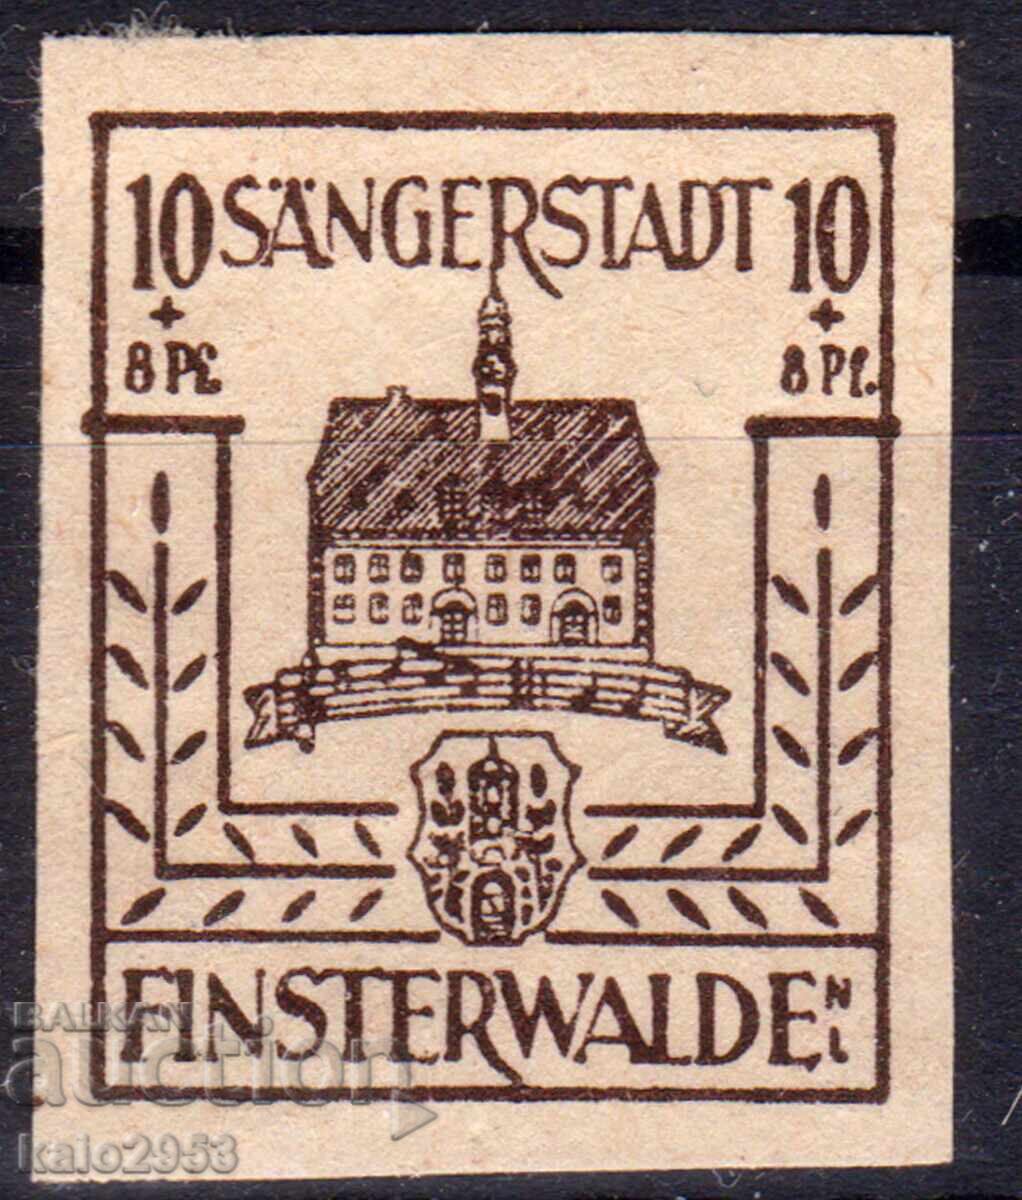 10 SÄNGERSTADT 10
+ +
8 Pf. 8 Pf.
FINSTERWALDE N L
BALKAN
auction
kalo2953